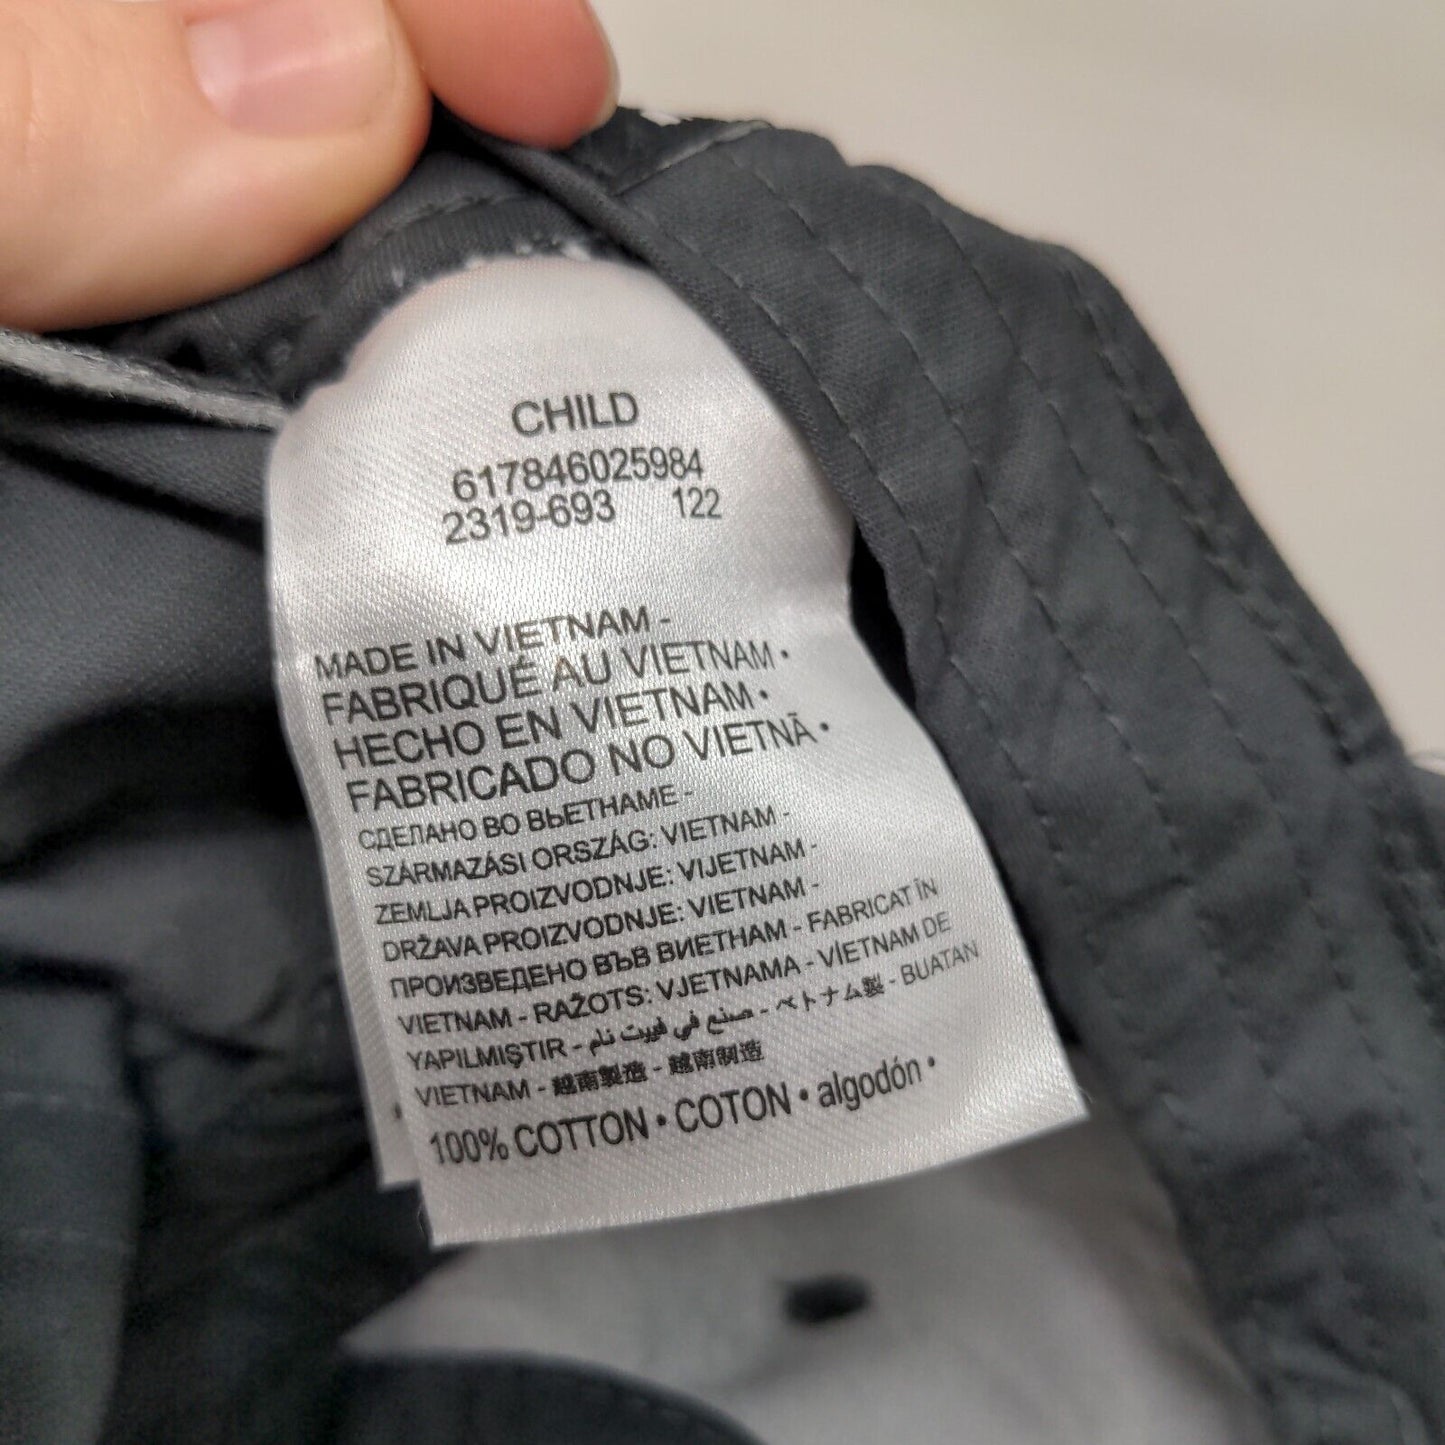 CHILD
617846025984
2319-693 122
MADE IN VIETNAM -
FABRIQUÉ AU VIETNAM •
HECHO EN VIETNAM •
FABRICADO NO VIETNÃ •
СДЕЛАНО ВО ВЬЕТНАМЕ -
SZÁRMAZÁSI ORSZÁG: VIETNAM -
ZEMLJA PROIZVODNJE: VIJETNAM -
DRŽAVA PROIZVODNJE: VIETNAM -
ПРОИЗВЕДЕНО ВЪВ ВИЕТНАМ - FABRICAT ÎN
VIETNAM - RAŽOTS: VJETNAMA - VİETNAM DE
YAPILMIŞTIR - صنع في فييت نام - ベトナム製 - BUATAN
VIETNAM - 越南製造 - 越南制造
100% COTTON • COTON • algodón •